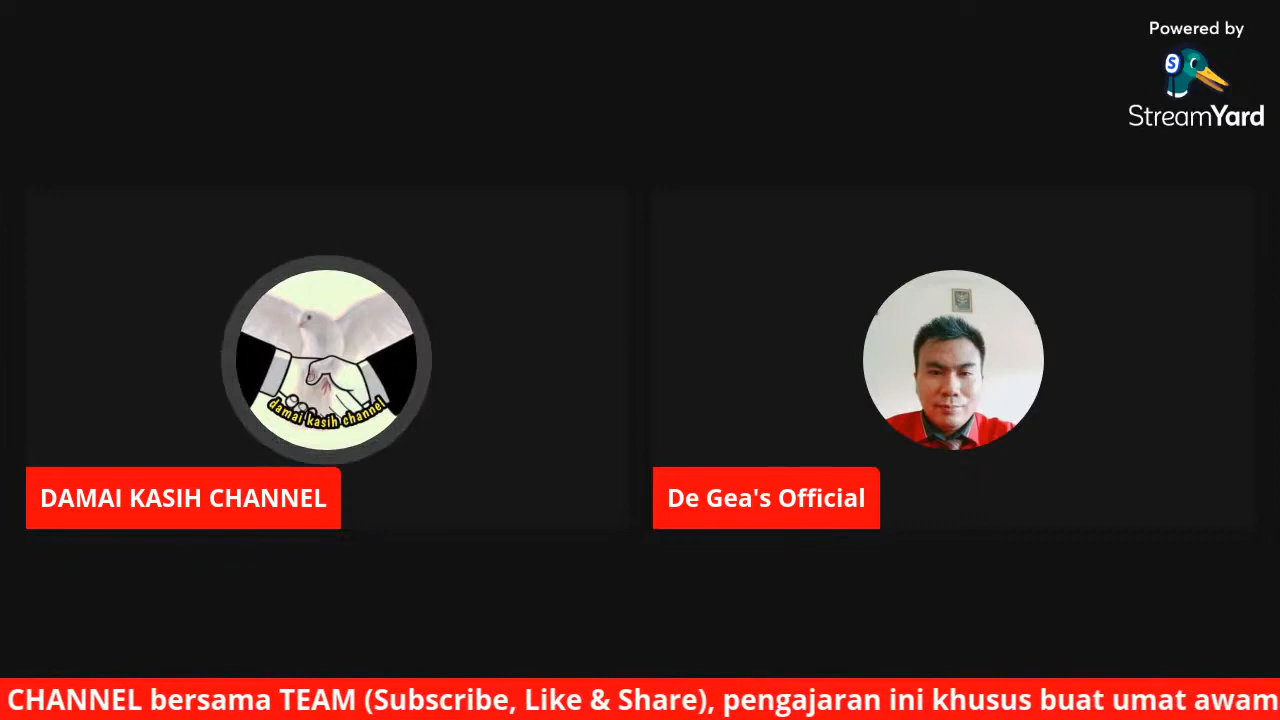 Powered by
S
StreamYard
damai kasih channel
DAMAI KASIH CHANNEL
De Gea's Official
CHANNEL bersama TEAM (Subscribe, Like & Share), pengajaran ini khusus buat umat awam